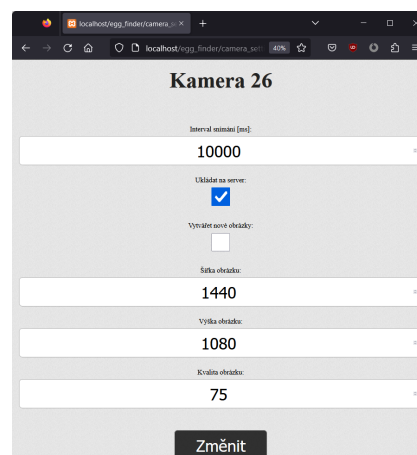 localhost/egg_finder/camera_se
localhost/egg_finder/camera_sett
40%
Kamera 26
Interval snímání [ms]:
10000
Ukládat na server:
Vytvářet nové obrázky:
Šířka obrázku:
1440
Výška obrázku:
1080
Kvalita obrázku:
75
Změnit